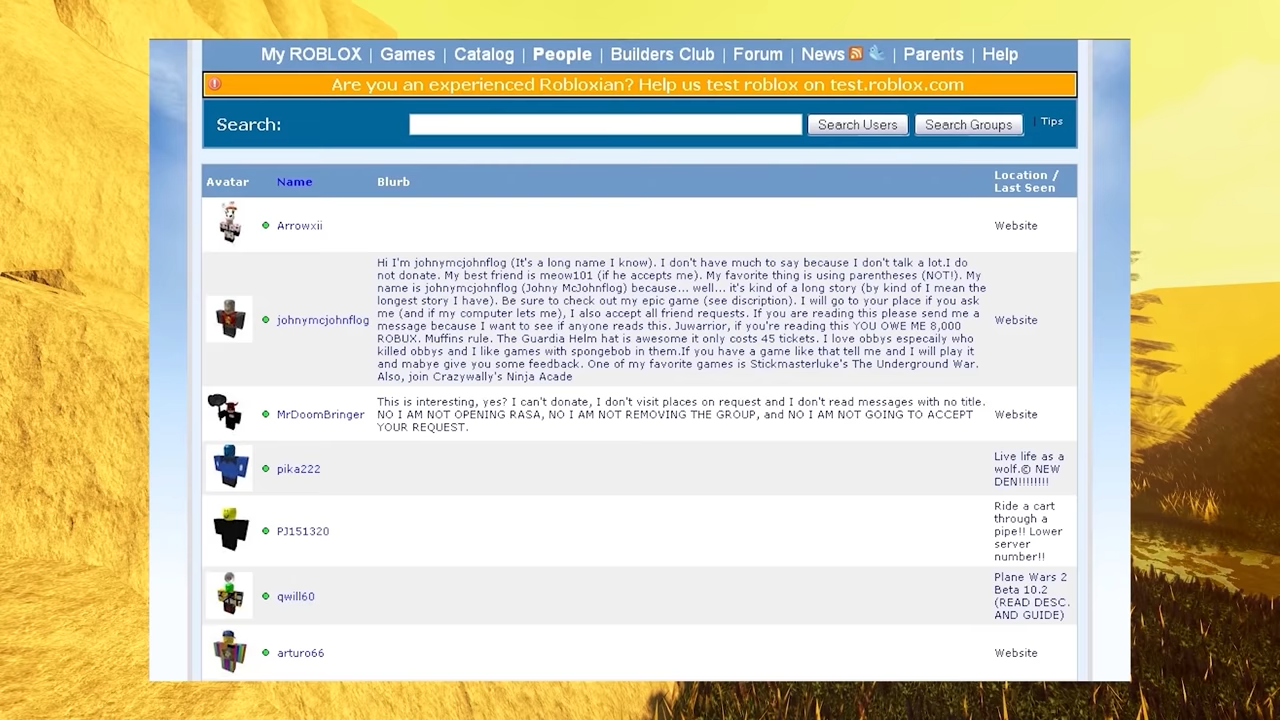 My ROBLOX | Games | Catalog | People | Builders Club | Forum | News | Parents | Help
Are you an experienced Robloxian? Help us test roblox on test.roblox.com
Search: Search Users Search Groups | Tips
Avatar Name Blurb Location /
Last Seen
Arrowxii Website
Hi I'm johnymcjohnflog (It's a long name I know). I don't have much to say because I don't talk a lot.I do
not donate. My best friend is meow101 (if he accepts me). My favorite thing is using parentheses (NOT!). My
name is johnymcjohnflog (Johny McJohnflog) because... well... it's kind of a long story (by kind of I mean the
longest story I have). Be sure to check out my epic game (see discription). I will go to your place if you ask
me (and if my computer lets me), I also accept all friend requests. If you are reading this please send me a
johnymcjohnflog message because I want to see if anyone reads this. Juwarrior, if you're reading this YOU OWE ME 8,000 Website
ROBUX. Muffins rule. The Guardia Helm hat is awesome it only costs 45 tickets. I love obbys especaily who
killed obbys and I like games with spongebob in them.If you have a game like that tell me and I will play it
and mabye give you some feedback. One of my favorite games is Stickmasterluke's The Underground War.
Also, join Crazywally's Ninja Acade
This is interesting, yes? I can't donate, I don't visit places on request and I don't read messages with no title.
MrDoomBringer NO I AM NOT OPENING RASA, NO I AM NOT REMOVING THE GROUP, and NO I AM NOT GOING TO ACCEPT Website
YOUR REQUEST.
Live life as a
pika222 wolf.© NEW
DEN!!!!!!!!
Ride a cart
through a
PJ151320 pipe!! Lower
server
number!!
Plane Wars 2
Beta 10.2
qwill60 (READ DESC.
AND GUIDE)
arturo66 Website